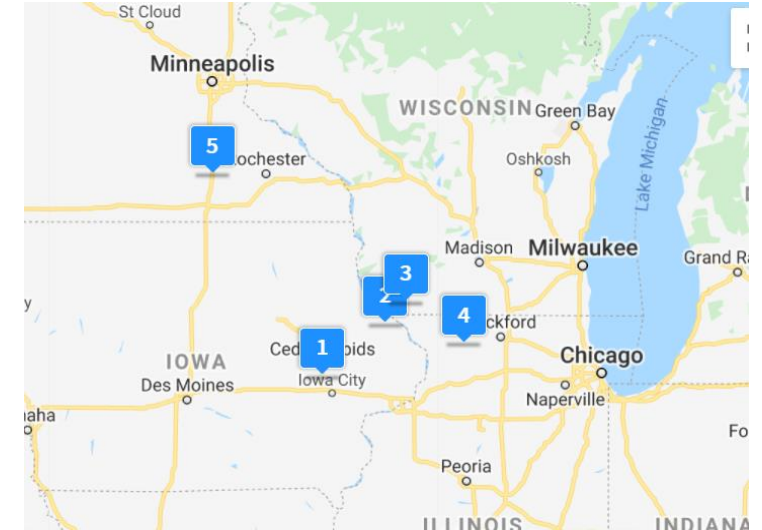 St Cloud
Minneapolis
WISCONSIN
Green Bay
5
ochester
Oshkosh
Lake Michigan
Madison
Milwaukee
Grand R
3
2
4
ckford
y
1
Ced
pids
IOWA
Iowa City
Des Moines
Chicago
Naperville
aha
Fo
Peoria
ILLINOIS
INDIANA